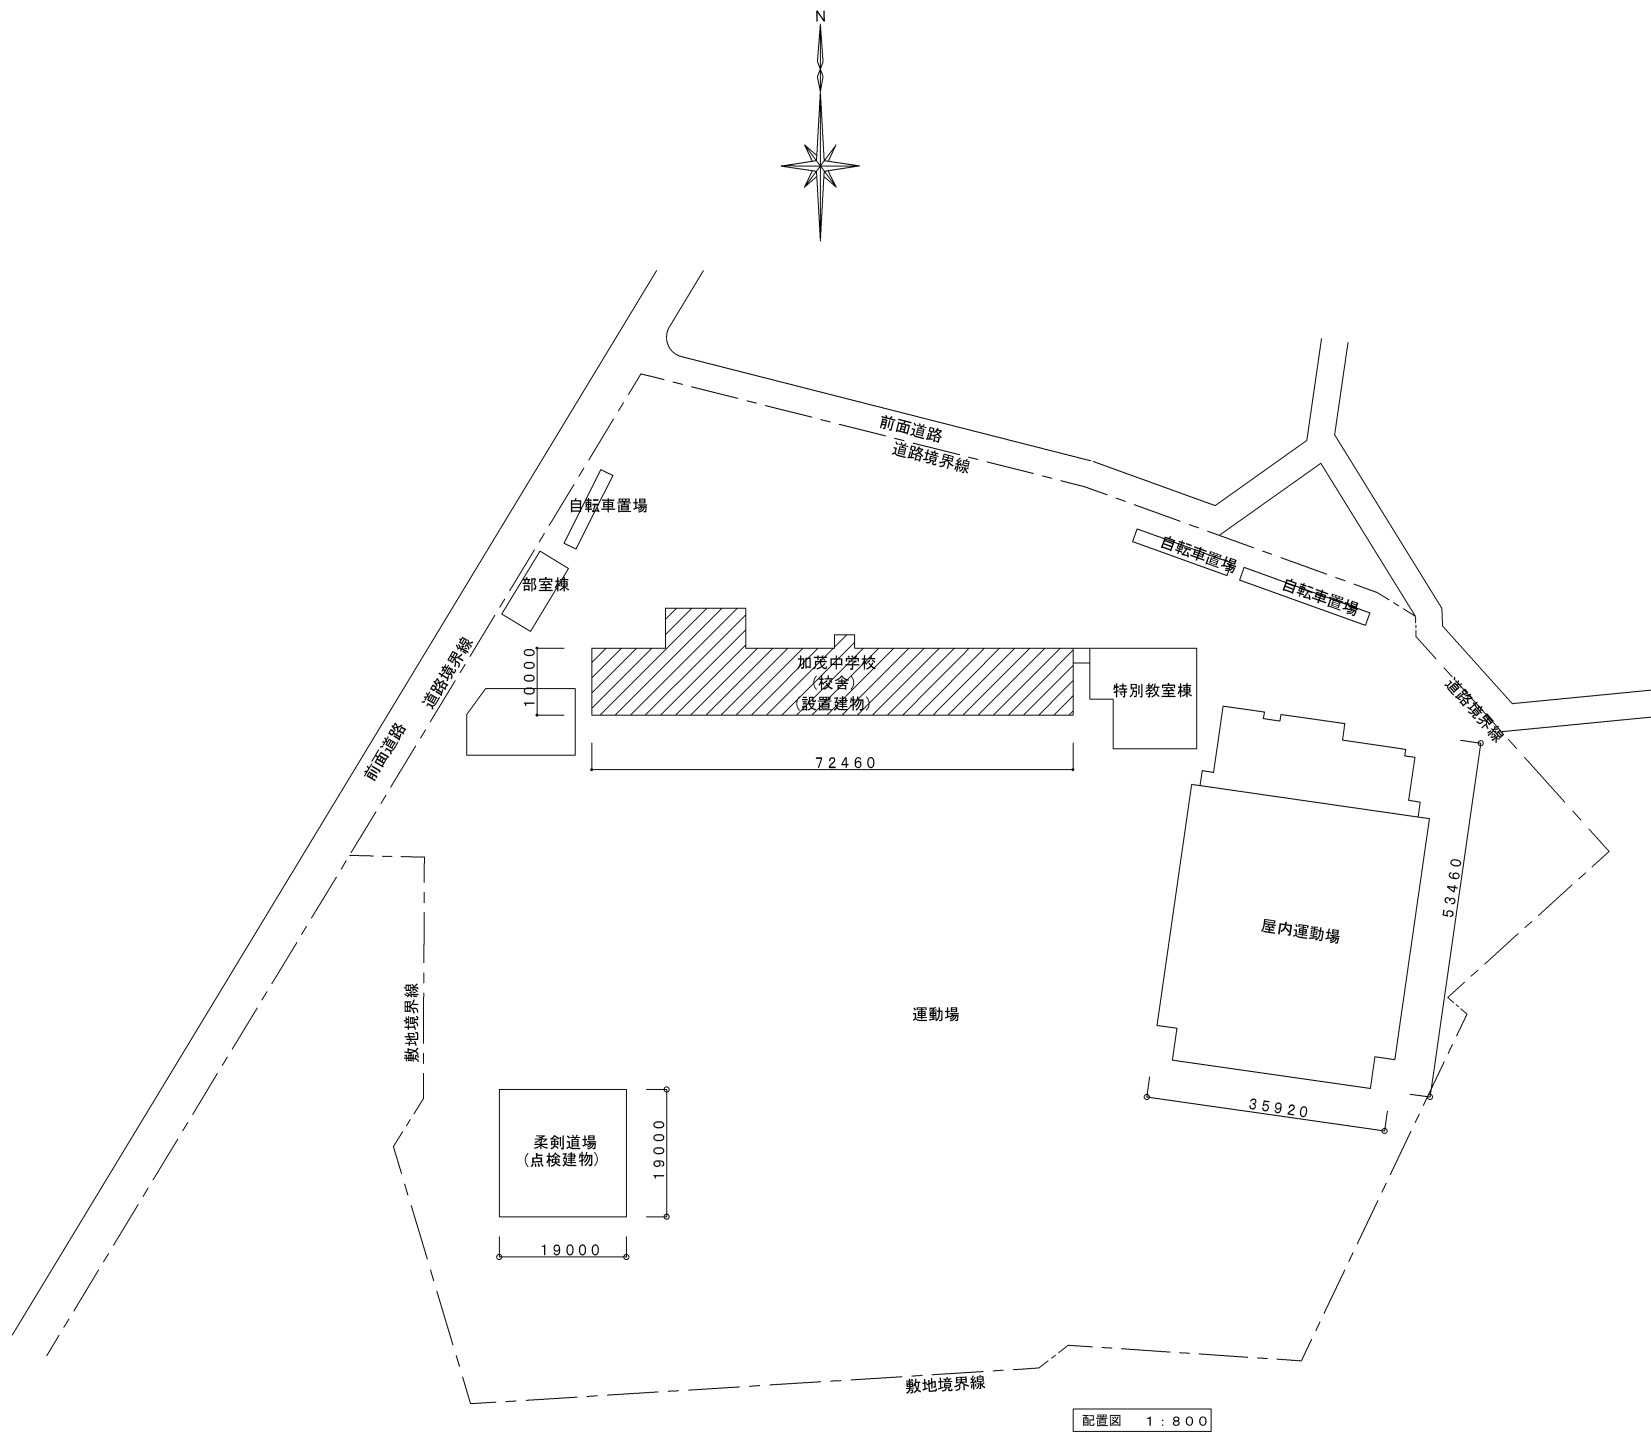 N
前面道路
道路境界線
自転車置場
自転車置場
自転車置場
部室棟
道路境界線
前面道路
10000
加茂中学校
(校舎)
(設置建物)
特別教室棟
道路境界線
72460
53460
屋内運動場
敷地境界線
運動場
35920
柔剣道場
(点検建物)
19000
19000
敷地境界線
配置図 1:800